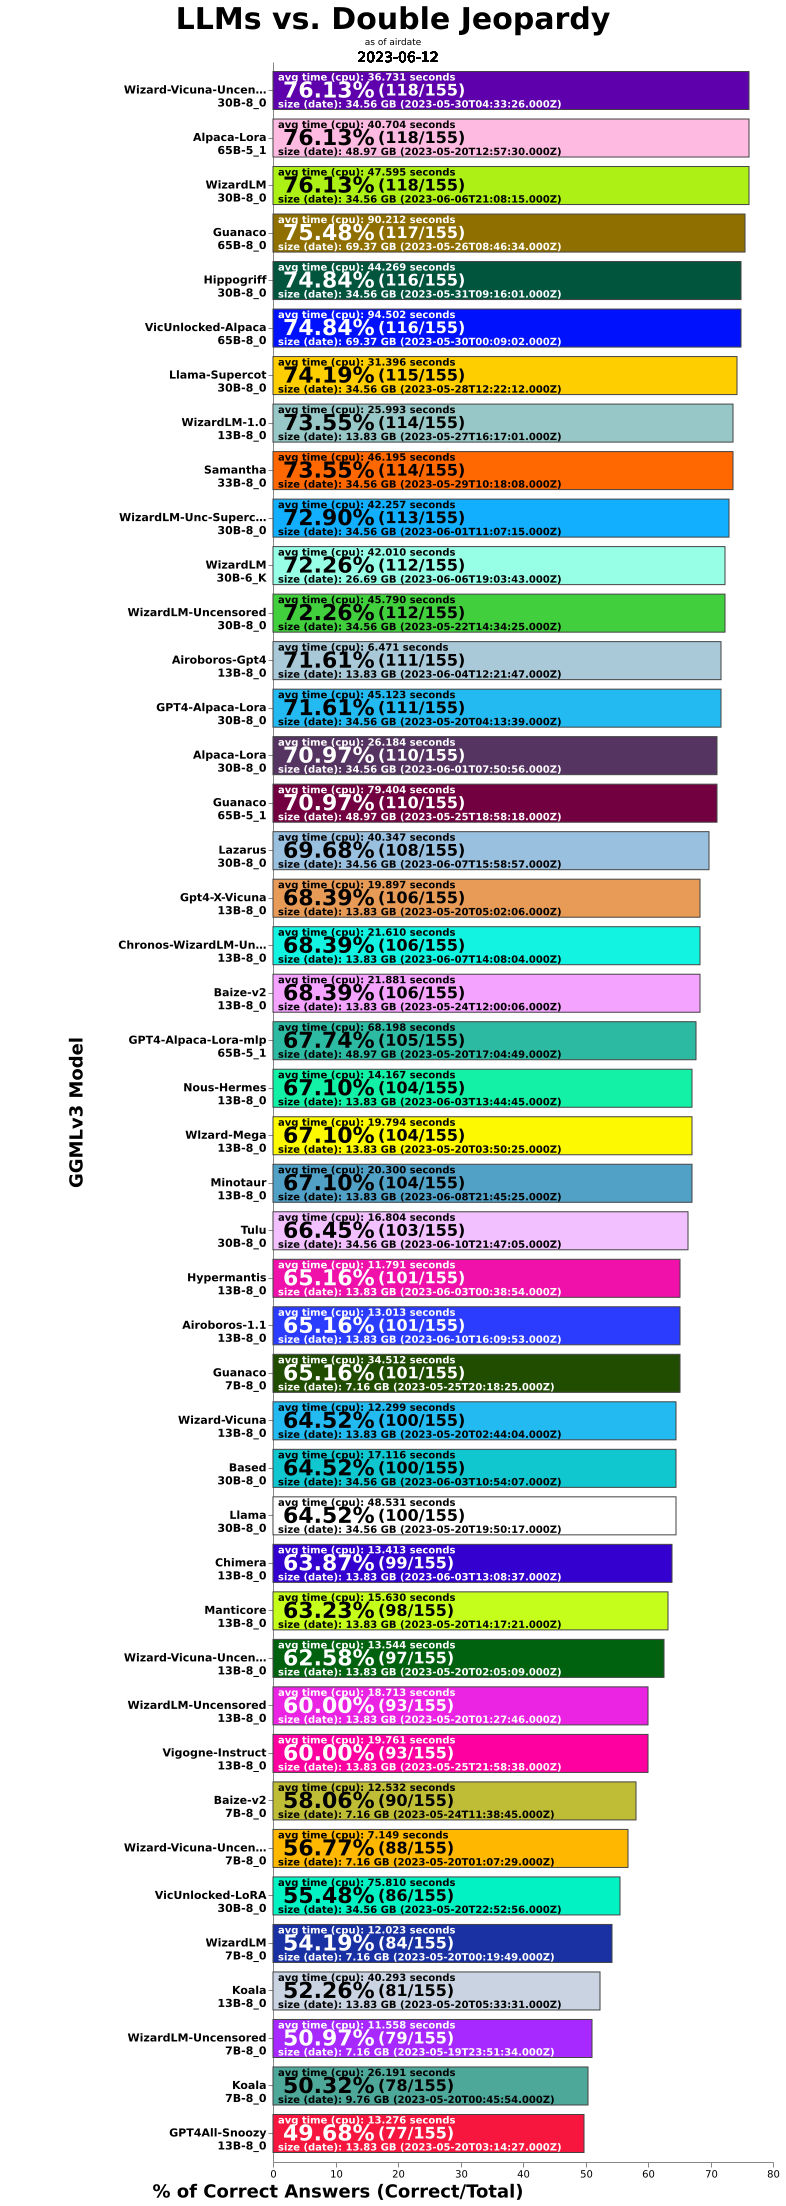 LLMs vs. Double Jeopardy
as of airdate
2023-06-12
avg time (cpu): 36.731 seconds
Wizard-Vicuna-Uncen…
76.13% (118/155)
30B-8_0
size (date): 34.56 GB (2023-05-30T04:33:26.000Z)
avg time (cpu): 40.704 seconds
Alpaca-Lora
76.13% (118/155)
65B-5_1
size (date): 48.97 GB (2023-05-20T12:57:30.000Z)
avg time (cpu): 47.595 seconds
WizardLM
76.13% (118/155)
30B-8_0
size (date): 34.56 GB (2023-06-06T21:08:15.000Z)
avg time (cpu): 90.212 seconds
Guanaco
75.48% (117/155)
65B-8_0
size (date): 69.37 GB (2023-05-26T08:46:34.000Z)
avg time (cpu): 44.269 seconds
Hippogriff
74.84% (116/155)
30B-8_0
size (date): 34.56 GB (2023-05-31T09:16:01.000Z)
avg time (cpu): 94.502 seconds
VicUnlocked-Alpaca
74.84% (116/155)
65B-8_0
size (date): 69.37 GB (2023-05-30T00:09:02.000Z)
avg time (cpu): 31.396 seconds
Llama-Supercot
74.19% (115/155)
30B-8_0
size (date): 34.56 GB (2023-05-28T12:22:12.000Z)
avg time (cpu): 25.993 seconds
WizardLM-1.0
73.55% (114/155)
13B-8_0
size (date): 13.83 GB (2023-05-27T16:17:01.000Z)
avg time (cpu): 46.195 seconds
Samantha
73.55% (114/155)
33B-8_0
size (date): 34.56 GB (2023-05-29T10:18:08.000Z)
avg time (cpu): 42.257 seconds
WizardLM-Unc-Superc…
72.90% (113/155)
30B-8_0
size (date): 34.56 GB (2023-06-01T11:07:15.000Z)
avg time (cpu): 42.010 seconds
WizardLM
72.26% (112/155)
30B-6_K
size (date): 26.69 GB (2023-06-06T19:03:43.000Z)
avg time (cpu): 45.790 seconds
WizardLM-Uncensored
72.26% (112/155)
30B-8_0
size (date): 34.56 GB (2023-05-22T14:34:25.000Z)
avg time (cpu): 6.471 seconds
Airoboros-Gpt4
71.61% (111/155)
13B-8_0
size (date): 13.83 GB (2023-06-04T12:21:47.000Z)
avg time (cpu): 45.123 seconds
GPT4-Alpaca-Lora
71.61% (111/155)
30B-8_0
size (date): 34.56 GB (2023-05-20T04:13:39.000Z)
avg time (cpu): 26.184 seconds
Alpaca-Lora
70.97% (110/155)
30B-8_0
size (date): 34.56 GB (2023-06-01T07:50:56.000Z)
avg time (cpu): 79.404 seconds
Guanaco
70.97% (110/155)
65B-5_1
size (date): 48.97 GB (2023-05-25T18:58:18.000Z)
avg time (cpu): 40.347 seconds
Lazarus
69.68% (108/155)
30B-8_0
size (date): 34.56 GB (2023-06-07T15:58:57.000Z)
avg time (cpu): 19.897 seconds
Gpt4-X-Vicuna
68.39% (106/155)
13B-8_0
size (date): 13.83 GB (2023-05-20T05:02:06.000Z)
avg time (cpu): 21.610 seconds
Chronos-WizardLM-Un…
68.39% (106/155)
13B-8_0
size (date): 13.83 GB (2023-06-07T14:08:04.000Z)
avg time (cpu): 21.881 seconds
Baize-v2
68.39% (106/155)
13B-8_0
size (date): 13.83 GB (2023-05-24T12:00:06.000Z)
avg time (cpu): 68.198 seconds
GPT4-Alpaca-Lora-mlp
67.74% (105/155)
65B-5_1
size (date): 48.97 GB (2023-05-20T17:04:49.000Z)
avg time (cpu): 14.167 seconds
Nous-Hermes
67.10% (104/155)
13B-8_0
size (date): 13.83 GB (2023-06-03T13:44:45.000Z)
avg time (cpu): 19.794 seconds
WIzard-Mega
67.10% (104/155)
13B-8_0
size (date): 13.83 GB (2023-05-20T03:50:25.000Z)
GGMLv3 Model
avg time (cpu): 20.300 seconds
Minotaur
67.10% (104/155)
13B-8_0
size (date): 13.83 GB (2023-06-08T21:45:25.000Z)
avg time (cpu): 16.804 seconds
Tulu
66.45% (103/155)
30B-8_0
size (date): 34.56 GB (2023-06-10T21:47:05.000Z)
avg time (cpu): 11.791 seconds
Hypermantis
65.16% (101/155)
13B-8_0
size (date): 13.83 GB (2023-06-03T00:38:54.000Z)
avg time (cpu): 13.013 seconds
Airoboros-1.1
65.16% (101/155)
13B-8_0
size (date): 13.83 GB (2023-06-10T16:09:53.000Z)
avg time (cpu): 34.512 seconds
Guanaco
65.16% (101/155)
7B-8_0
size (date): 7.16 GB (2023-05-25T20:18:25.000Z)
avg time (cpu): 12.299 seconds
Wizard-Vicuna
64.52% (100/155)
13B-8_0
size (date): 13.83 GB (2023-05-20T02:44:04.000Z)
avg time (cpu): 17.116 seconds
Based
64.52% (100/155)
30B-8_0
size (date): 34.56 GB (2023-06-03T10:54:07.000Z)
avg time (cpu): 48.531 seconds
Llama
64.52% (100/155)
30B-8_0
size (date): 34.56 GB (2023-05-20T19:50:17.000Z)
avg time (cpu): 13.413 seconds
Chimera
63.87% (99/155)
13B-8_0
size (date): 13.83 GB (2023-06-03T13:08:37.000Z)
avg time (cpu): 15.630 seconds
Manticore
63.23% (98/155)
13B-8_0
size (date): 13.83 GB (2023-05-20T14:17:21.000Z)
avg time (cpu): 13.544 seconds
Wizard-Vicuna-Uncen…
62.58% (97/155)
13B-8_0
size (date): 13.83 GB (2023-05-20T02:05:09.000Z)
avg time (cpu): 18.713 seconds
WizardLM-Uncensored
60.00% (93/155)
13B-8_0
size (date): 13.83 GB (2023-05-20T01:27:46.000Z)
avg time (cpu): 19.761 seconds
Vigogne-Instruct
60.00% (93/155)
13B-8_0
size (date): 13.83 GB (2023-05-25T21:58:38.000Z)
avg time (cpu): 12.532 seconds
Baize-v2
58.06% (90/155)
7B-8_0
size (date): 7.16 GB (2023-05-24T11:38:45.000Z)
avg time (cpu): 7.149 seconds
Wizard-Vicuna-Uncen…
56.77% (88/155)
7B-8_0
size (date): 7.16 GB (2023-05-20T01:07:29.000Z)
avg time (cpu): 75.810 seconds
VicUnlocked-LoRA
55.48% (86/155)
30B-8_0
size (date): 34.56 GB (2023-05-20T22:52:56.000Z)
avg time (cpu): 12.023 seconds
WizardLM
54.19% (84/155)
7B-8_0
size (date): 7.16 GB (2023-05-20T00:19:49.000Z)
avg time (cpu): 40.293 seconds
Koala
52.26% (81/155)
13B-8_0
size (date): 13.83 GB (2023-05-20T05:33:31.000Z)
avg time (cpu): 11.558 seconds
WizardLM-Uncensored
50.97% (79/155)
7B-8_0
size (date): 7.16 GB (2023-05-19T23:51:34.000Z)
avg time (cpu): 26.191 seconds
Koala
50.32% (78/155)
7B-8_0
size (date): 9.76 GB (2023-05-20T00:45:54.000Z)
avg time (cpu): 13.276 seconds
GPT4All-Snoozy
49.68% (77/155)
13B-8_0
size (date): 13.83 GB (2023-05-20T03:14:27.000Z)
0 10 20 30 40 50 60 70 80
% of Correct Answers (Correct/Total)